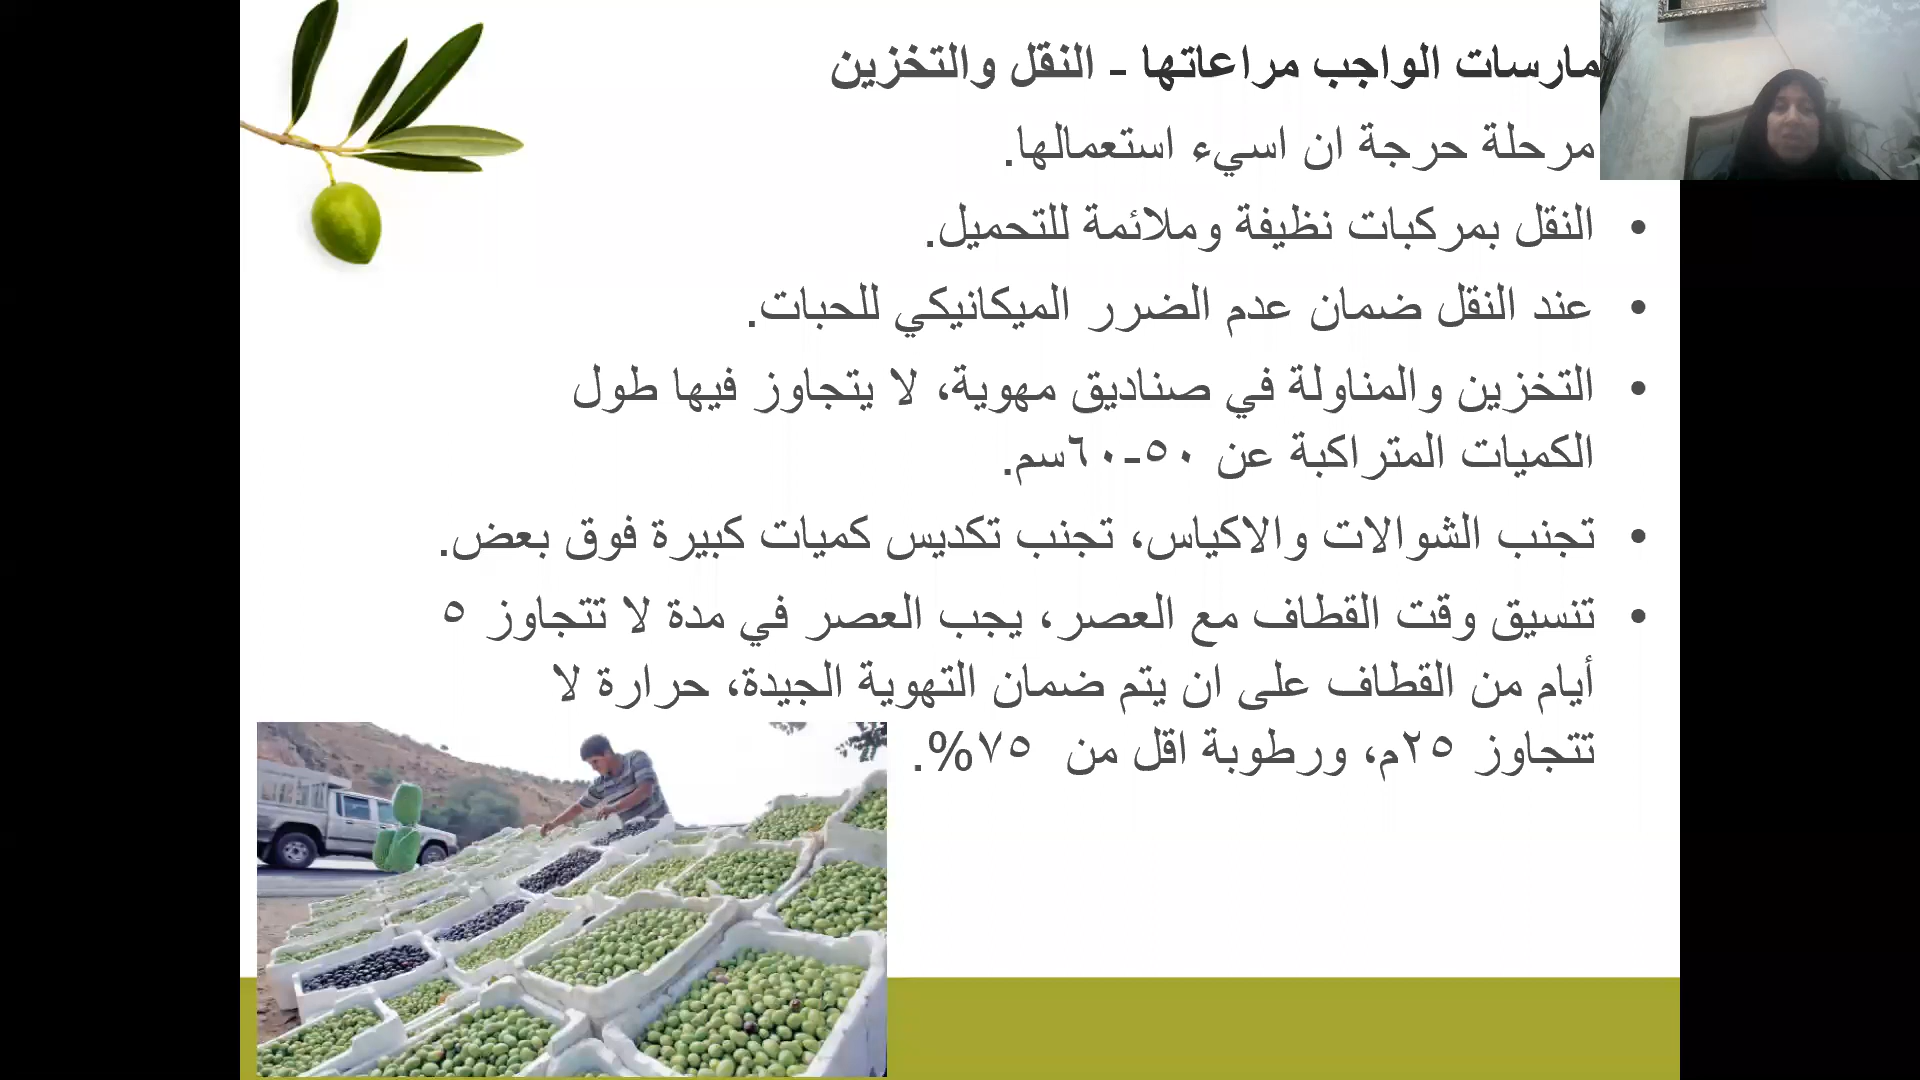 مارسات الواجب مراعاتها - النقل والتخزين
مرحلة حرجة ان اسيء استعمالها.
• النقل بمركبات نظيفة وملائمة للتحميل.
• عند النقل ضمان عدم الضرر الميكانيكي للحبات.
• التخزين والمناولة في صناديق مهوية، لا يتجاوز فيها طول
الكميات المتراكبة عن ٥٠-٦٠سم.
• تجنب الشوالات والاكياس، تجنب تكديس كميات كبيرة فوق بعض.
• تنسيق وقت القطاف مع العصر، يجب العصر في مدة لا تتجاوز ٥
أيام من القطاف على ان يتم ضمان التهوية الجيدة، حرارة لا
تتجاوز ٢٥م، ورطوبة اقل من ٧٥%.